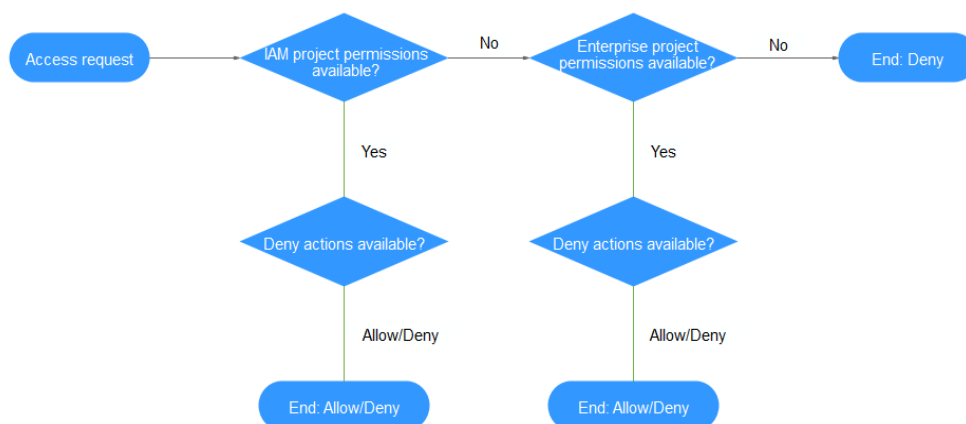 Access request
IAM project permissions
available?
No
Enterprise project
permissions available?
No
End: Deny
Yes
Yes
Deny actions available?
Deny actions available?
Allow/Deny
Allow/Deny
End: Allow/Deny
End: Allow/Deny